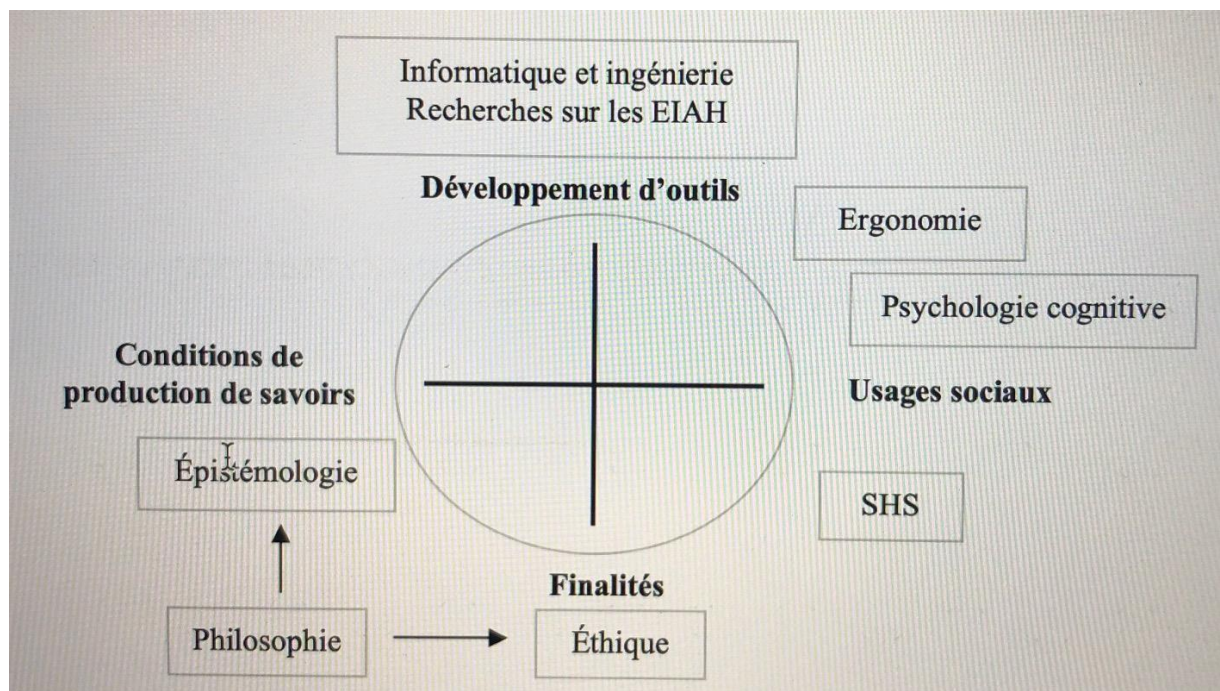 Informatique et ingénierie
Recherches sur les EIAH
Développement d’outils
Ergonomie
Psychologie cognitive
Conditions de
production de savoirs
Usages sociaux
Épistémologie
SHS
Finalités
Philosophie
Éthique